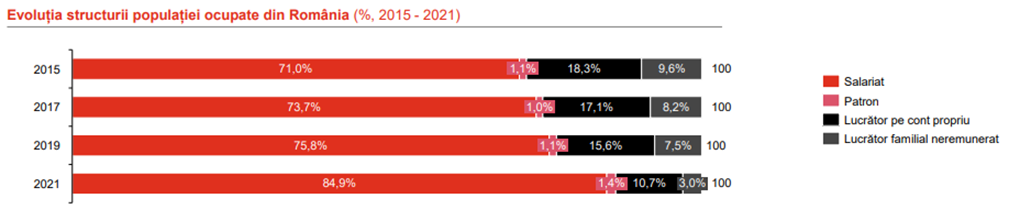 Evoluția structurii populației ocupate din România (%, 2015 - 2021)
2015 71,0% 1,1% 18,3% 9,6% 100
2017 73,7% 1,0% 17,1% 8,2% 100
2019 75,8% 1,1% 15,6% 7,5% 100
2021 84,9% 1,4% 10,7% 3,0% 100
Salariat
Patron
Lucrător pe cont propriu
Lucrător familial neremunerat